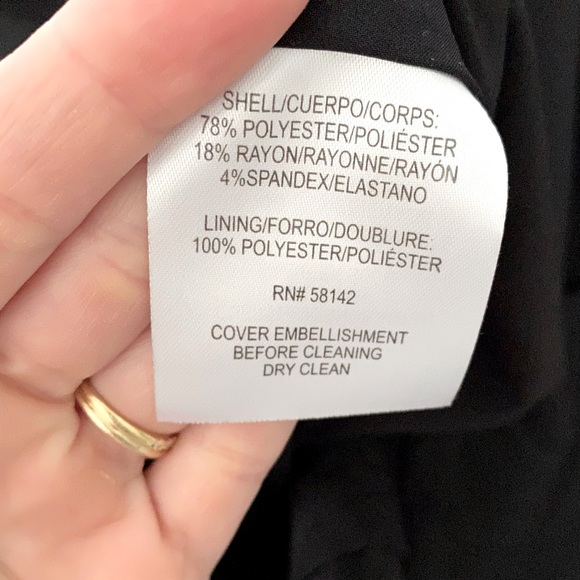 SHELL/CUERPO/CORPS:
78% POLYESTER/POLIÉSTER
18% RAYON/RAYONNE/RAYÓN
4%SPANDEX/ELASTANO
LINING/FORRO/DOUBLURE:
100% POLYESTER/POLIÉSTER
RN# 58142
COVER EMBELLISHMENT
BEFORE CLEANING
DRY CLEAN